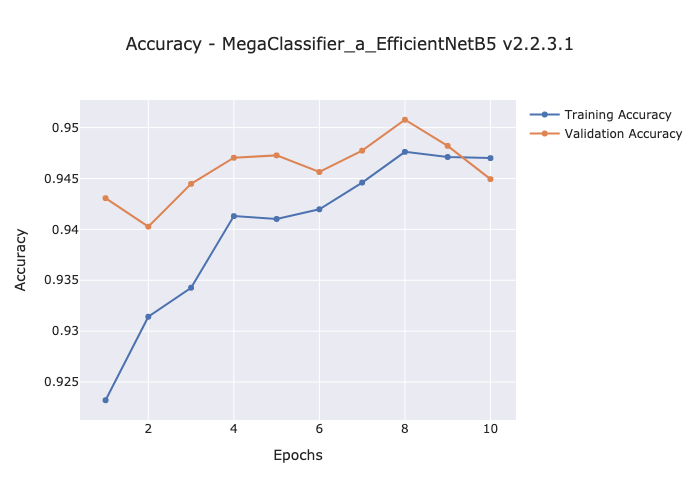 Accuracy - MegaClassifier_a_EfficientNetB5 v2.2.3.1
Training Accuracy
Validation Accuracy
0.95
0.945
0.94
0.935
0.93
0.925
Accuracy
2 4 6 8 10
Epochs